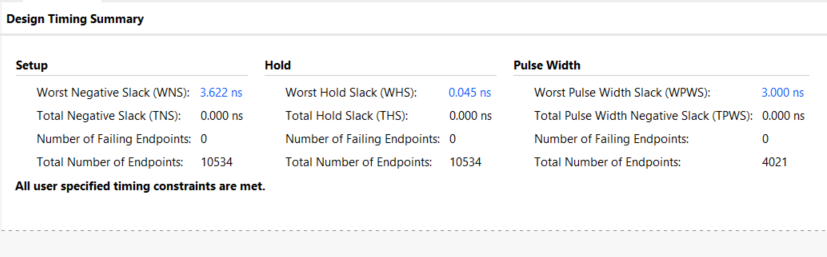 Design Timing Summary
Setup Hold Pulse Width
Worst Negative Slack (WNS): 3.622 ns Worst Hold Slack (WHS): 0.045 ns Worst Pulse Width Slack (WPWS): 3.000 ns
Total Negative Slack (TNS): 0.000 ns Total Hold Slack (THS): 0.000 ns Total Pulse Width Negative Slack (TPWS): 0.000 ns
Number of Failing Endpoints: 0 Number of Failing Endpoints: 0 Number of Failing Endpoints: 0
Total Number of Endpoints: 10534 Total Number of Endpoints: 10534 Total Number of Endpoints: 4021
All user specified timing constraints are met.